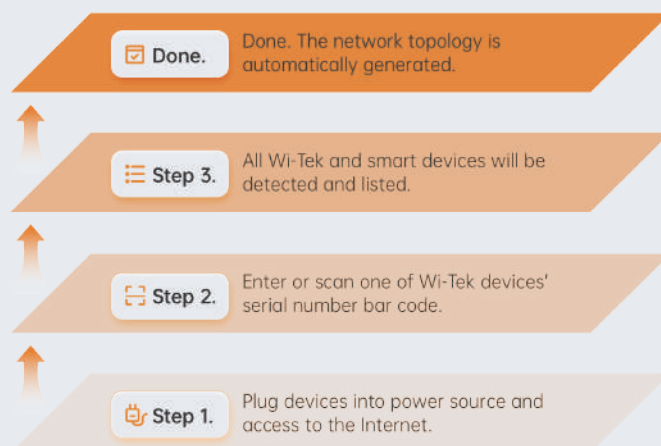 Done.
Done. The network topology is
automatically generated.
Step 3.
All Wi-Tek and smart devices will be
detected and listed.
Step 2.
Enter or scan one of Wi-Tek devices'
serial number bar code.
Step 1.
Plug devices into power source and
access to the Internet.